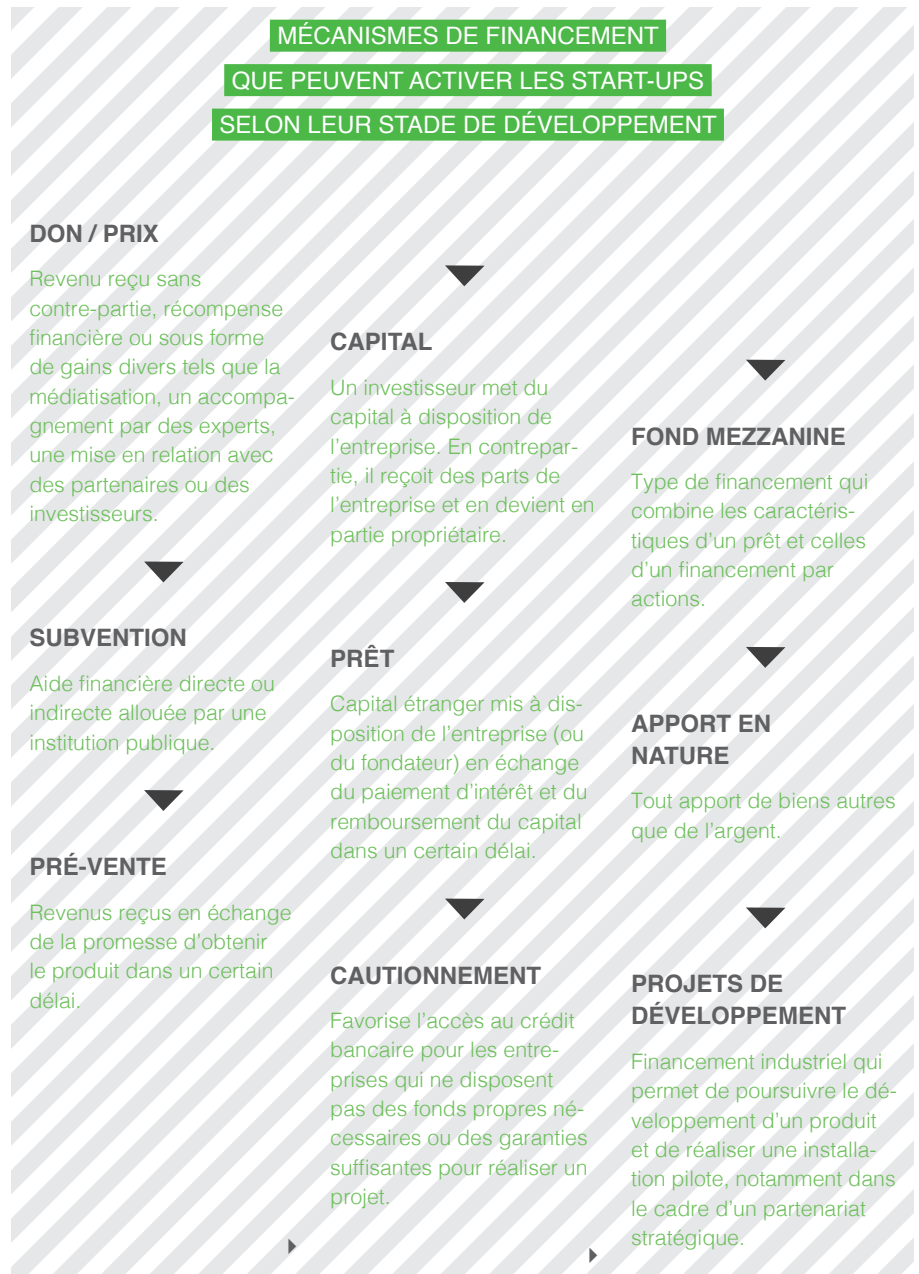 MÉCANISMES DE FINANCEMENT
QUE PEUVENT ACTIVER LES START-UPS
SELON LEUR STADE DE DÉVELOPPEMENT
DON / PRIX
Revenu reçu sans
contre-partie, récompense
financière ou sous forme
de gains divers tels que la
médiatisation, un accompa-
gnement par des experts,
une mise en relation avec
des partenaires ou des
investisseurs.
SUBVENTION
Aide financière directe ou
indirecte allouée par une
institution publique.
PRÉ-VENTE
Revenus reçus en échange
de la promesse d'obtenir
le produit dans un certain
délai.
CAPITAL
Un investisseur met du
capital à disposition de
l'entreprise. En contrepar-
tie, il reçoit des parts de
l'entreprise et en devient en
partie propriétaire.
PRÊT
Capital étranger mis à dis-
position de l'entreprise (ou
du fondateur) en échange
du paiement d'intérêt et du
remboursement du capital
dans un certain délai.
CAUTIONNEMENT
Favorise l'accès au crédit
bancaire pour les entre-
prises qui ne disposent
pas des fonds propres né-
cessaires ou des garanties
suffisantes pour réaliser un
projet.
FOND MEZZANINE
Type de financement qui
combine les caractéris-
tiques d'un prêt et celles
d'un financement par
actions.
APPORT EN
NATURE
Tout apport de biens autres
que de l'argent.
PROJETS DE
DÉVELOPPEMENT
Financement industriel qui
permet de poursuivre le dé-
veloppement d'un produit
et de réaliser une installa-
tion pilote, notamment dans
le cadre d'un partenariat
stratégique.